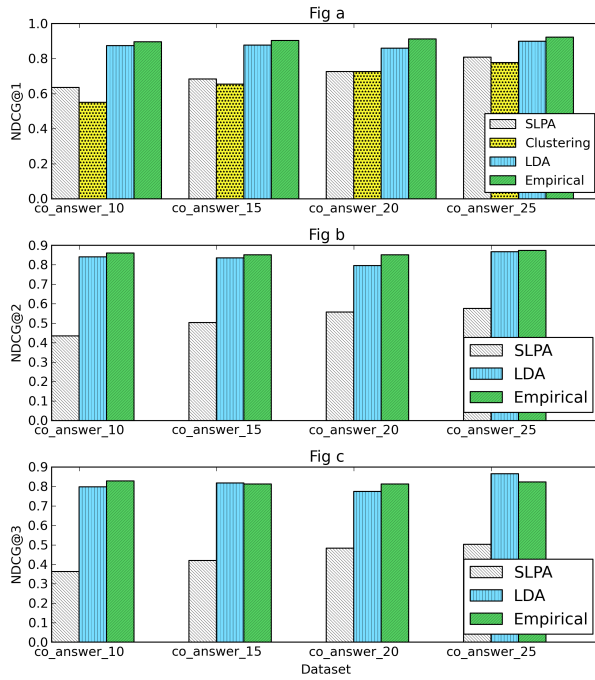 Fig a
NDCG@1
1.0
0.8
0.6
0.4
0.2
0.0
SLPA
Clustering
LDA
Empirical
co_answer_10 co_answer_15 co_answer_20 co_answer_25
Fig b
NDCG@2
0.9
0.8
0.7
0.6
0.5
0.4
0.3
0.2
0.1
0.0
SLPA
LDA
Empirical
co_answer_10 co_answer_15 co_answer_20 co_answer_25
Fig c
NDCG@3
0.9
0.8
0.7
0.6
0.5
0.4
0.3
0.2
0.1
0.0
SLPA
LDA
Empirical
co_answer_10 co_answer_15 co_answer_20 co_answer_25
Dataset